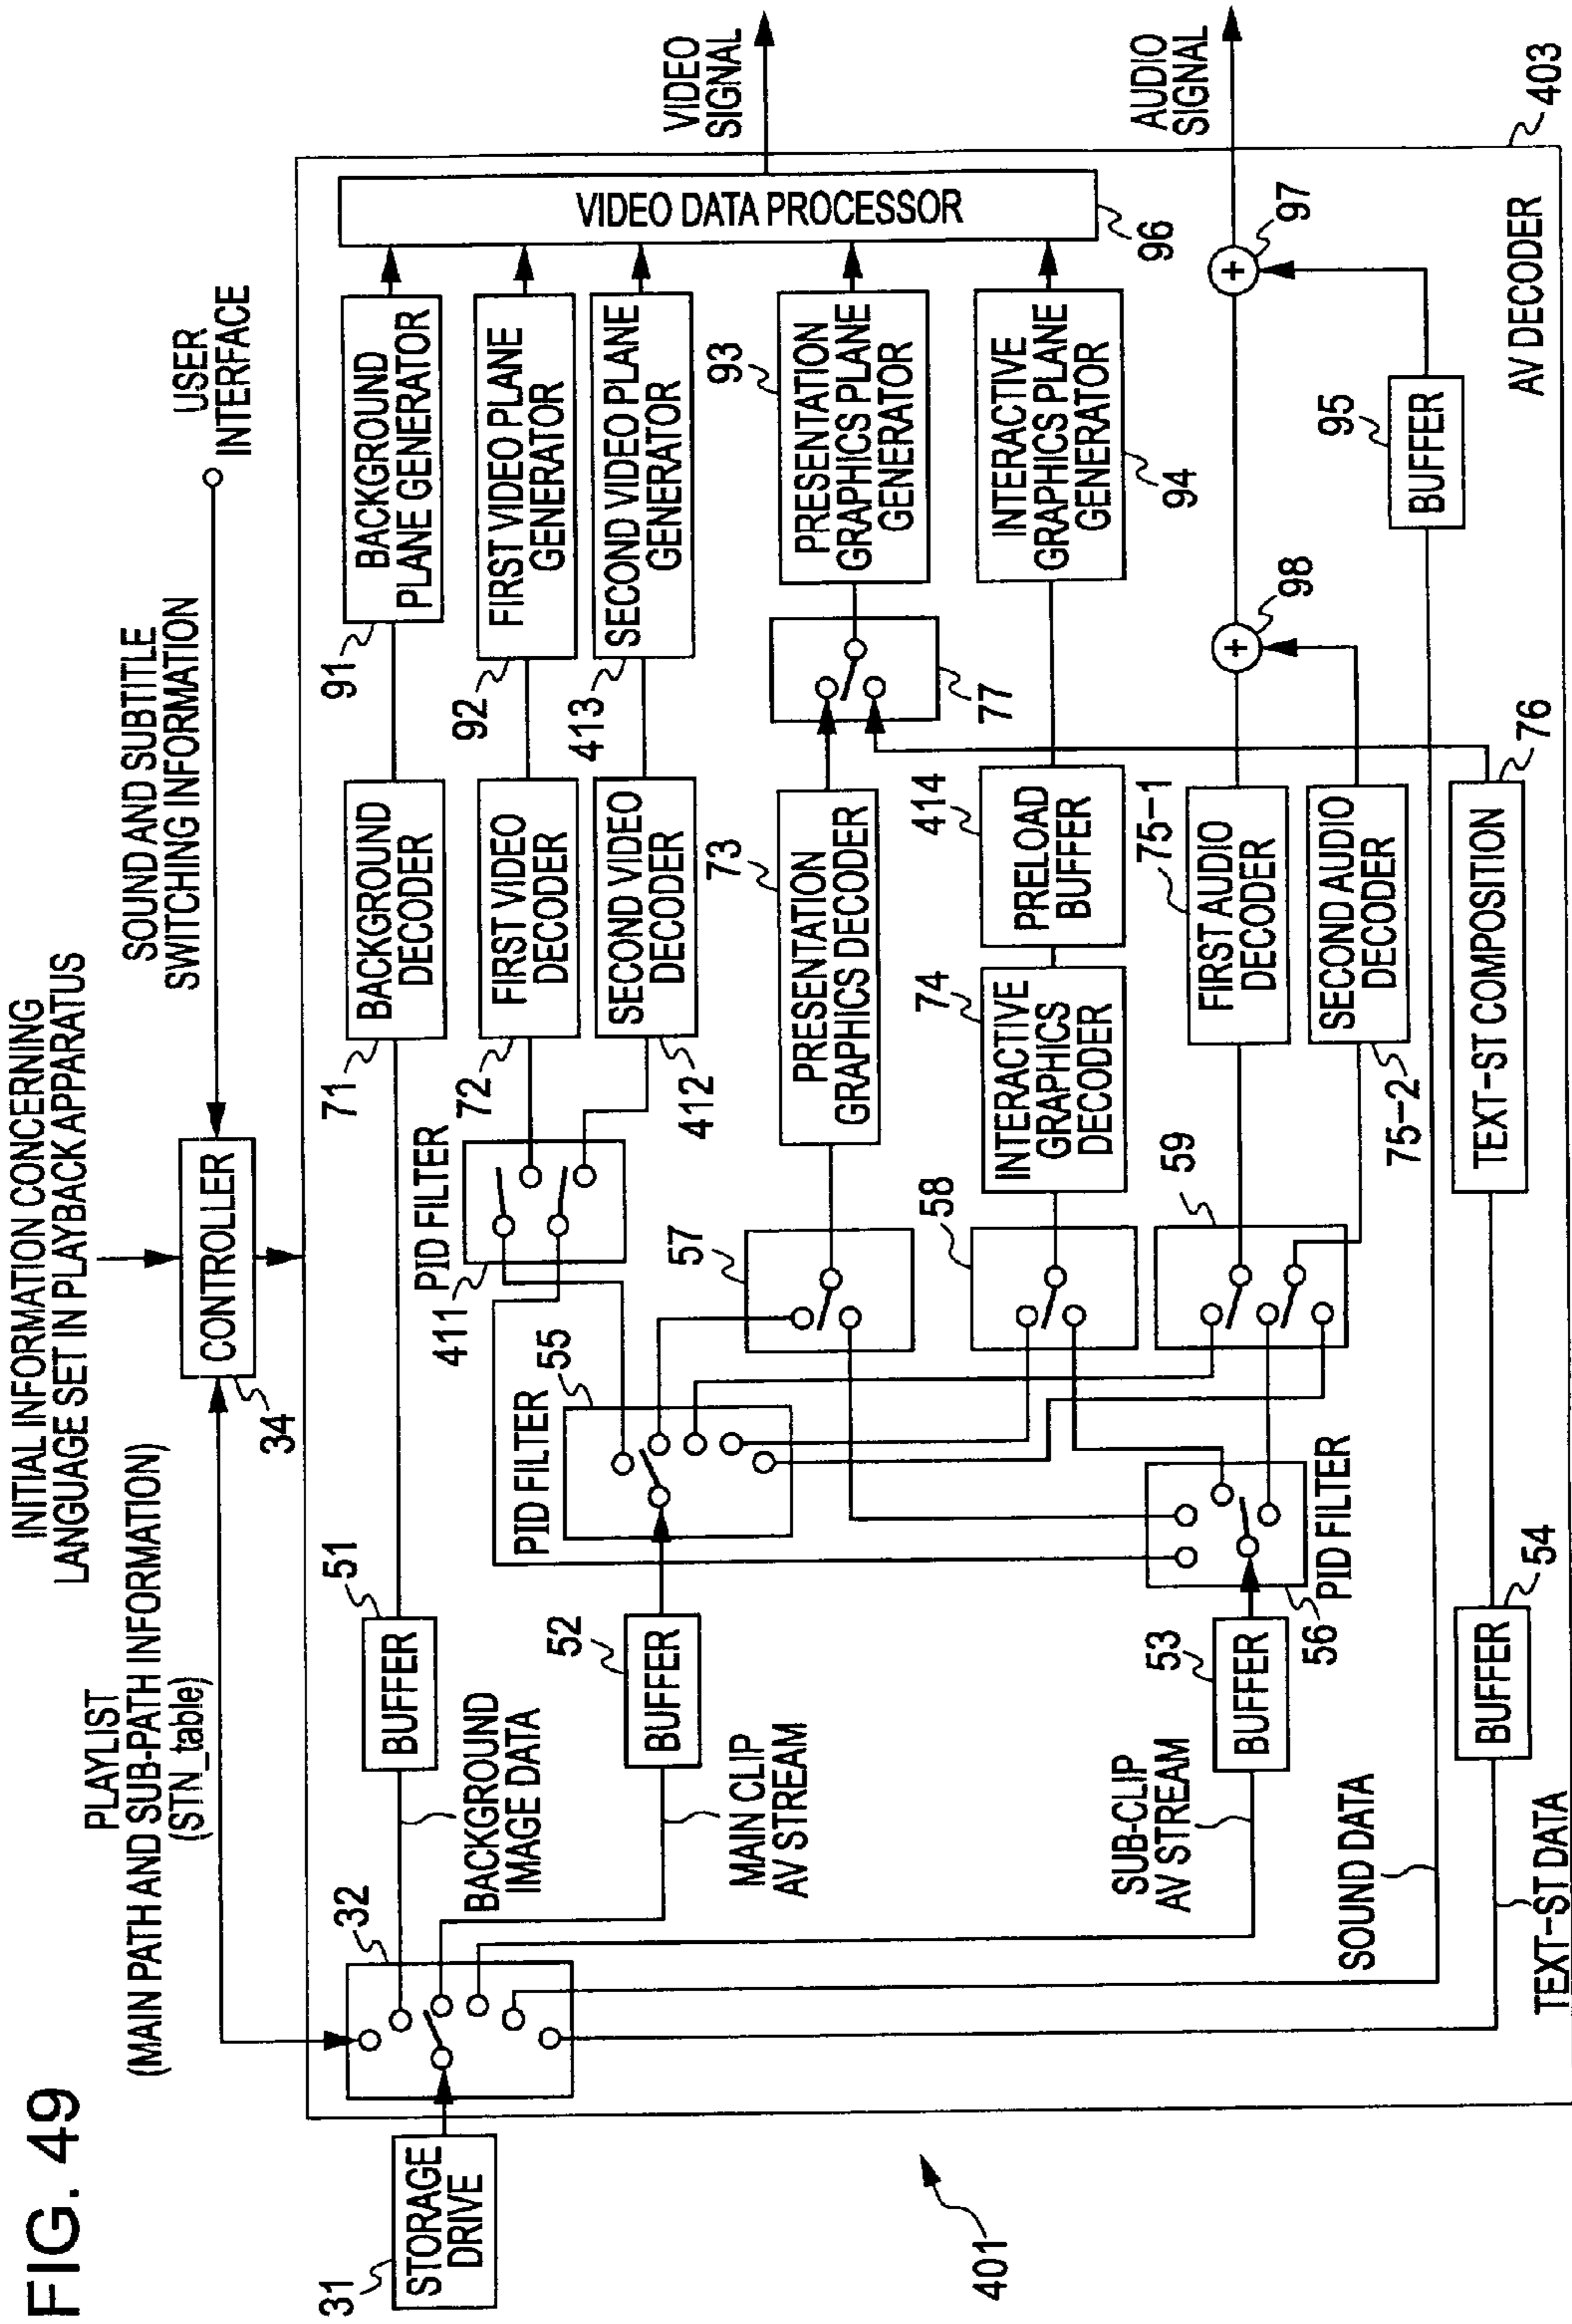 FIG. 49
INITIAL INFORMATION CONCERNING
LANGUAGE SET IN PLAYBACK APPARATUS
SOUND AND SUBTITLE
SWITCHING INFORMATION
USER
INTERFACE
PLAYLIST
(MAIN PATH AND SUB-PATH INFORMATION)
(STN_table)
CONTROLLER
34
31
STORAGE
DRIVE
32
51
BUFFER
BACKGROUND
IMAGE DATA
52
BUFFER
MAIN CLIP
AV STREAM
53
BUFFER
SUB-CLIP
AV STREAM
SOUND DATA
54
BUFFER
TEXT-ST DATA
PID FILTER
55
56
PID FILTER
PID FILTER
411
57
58
59
71
BACKGROUND
DECODER
72
FIRST VIDEO
DECODER
412
SECOND VIDEO
DECODER
73
PRESENTATION
GRAPHICS DECODER
74
INTERACTIVE
GRAPHICS
DECODER
414
PRELOAD
BUFFER
75-1
FIRST AUDIO
DECODER
75-2
SECOND AUDIO
DECODER
76
TEXT-ST COMPOSITION
77
91
BACKGROUND
PLANE GENERATOR
92
FIRST VIDEO PLANE
GENERATOR
413
SECOND VIDEO PLANE
GENERATOR
93
PRESENTATION
GRAPHICS PLANE
GENERATOR
94
INTERACTIVE
GRAPHICS PLANE
GENERATOR
95
BUFFER
+
98
+
97
VIDEO DATA PROCESSOR
96
VIDEO
SIGNAL
AUDIO
SIGNAL
AV DECODER
403
401